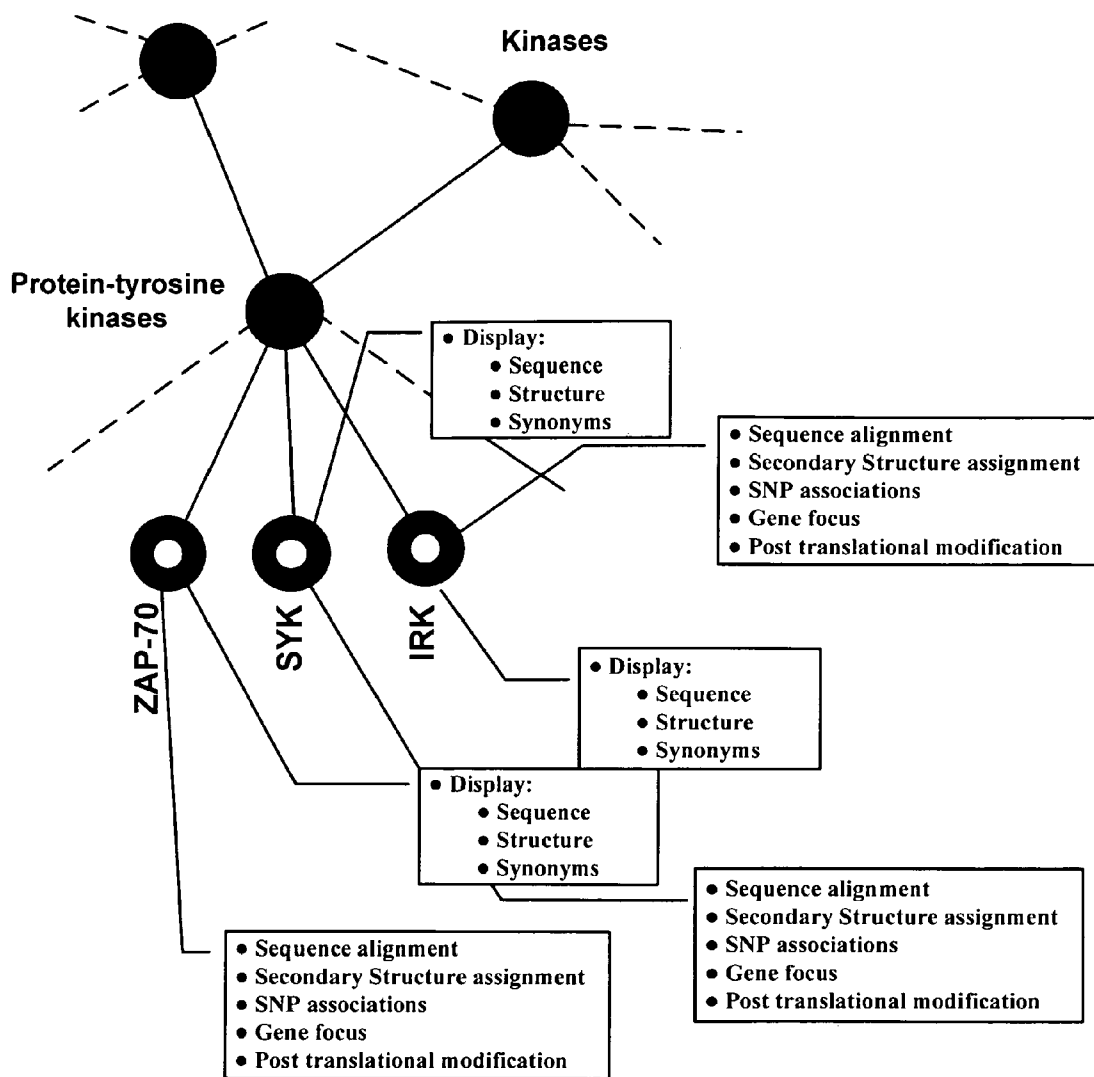 Kinases
Protein-tyrosine
kinases
● Display:
● Sequence
● Structure
● Synonyms
● Sequence alignment
● Secondary Structure assignment
● SNP associations
● Gene focus
● Post translational modification
ZAP-70
SYK
IRK
● Display:
● Sequence
● Structure
● Synonyms
● Display:
● Sequence
● Structure
● Synonyms
● Sequence alignment
● Secondary Structure assignment
● SNP associations
● Gene focus
● Post translational modification
● Sequence alignment
● Secondary Structure assignment
● SNP associations
● Gene focus
● Post translational modification